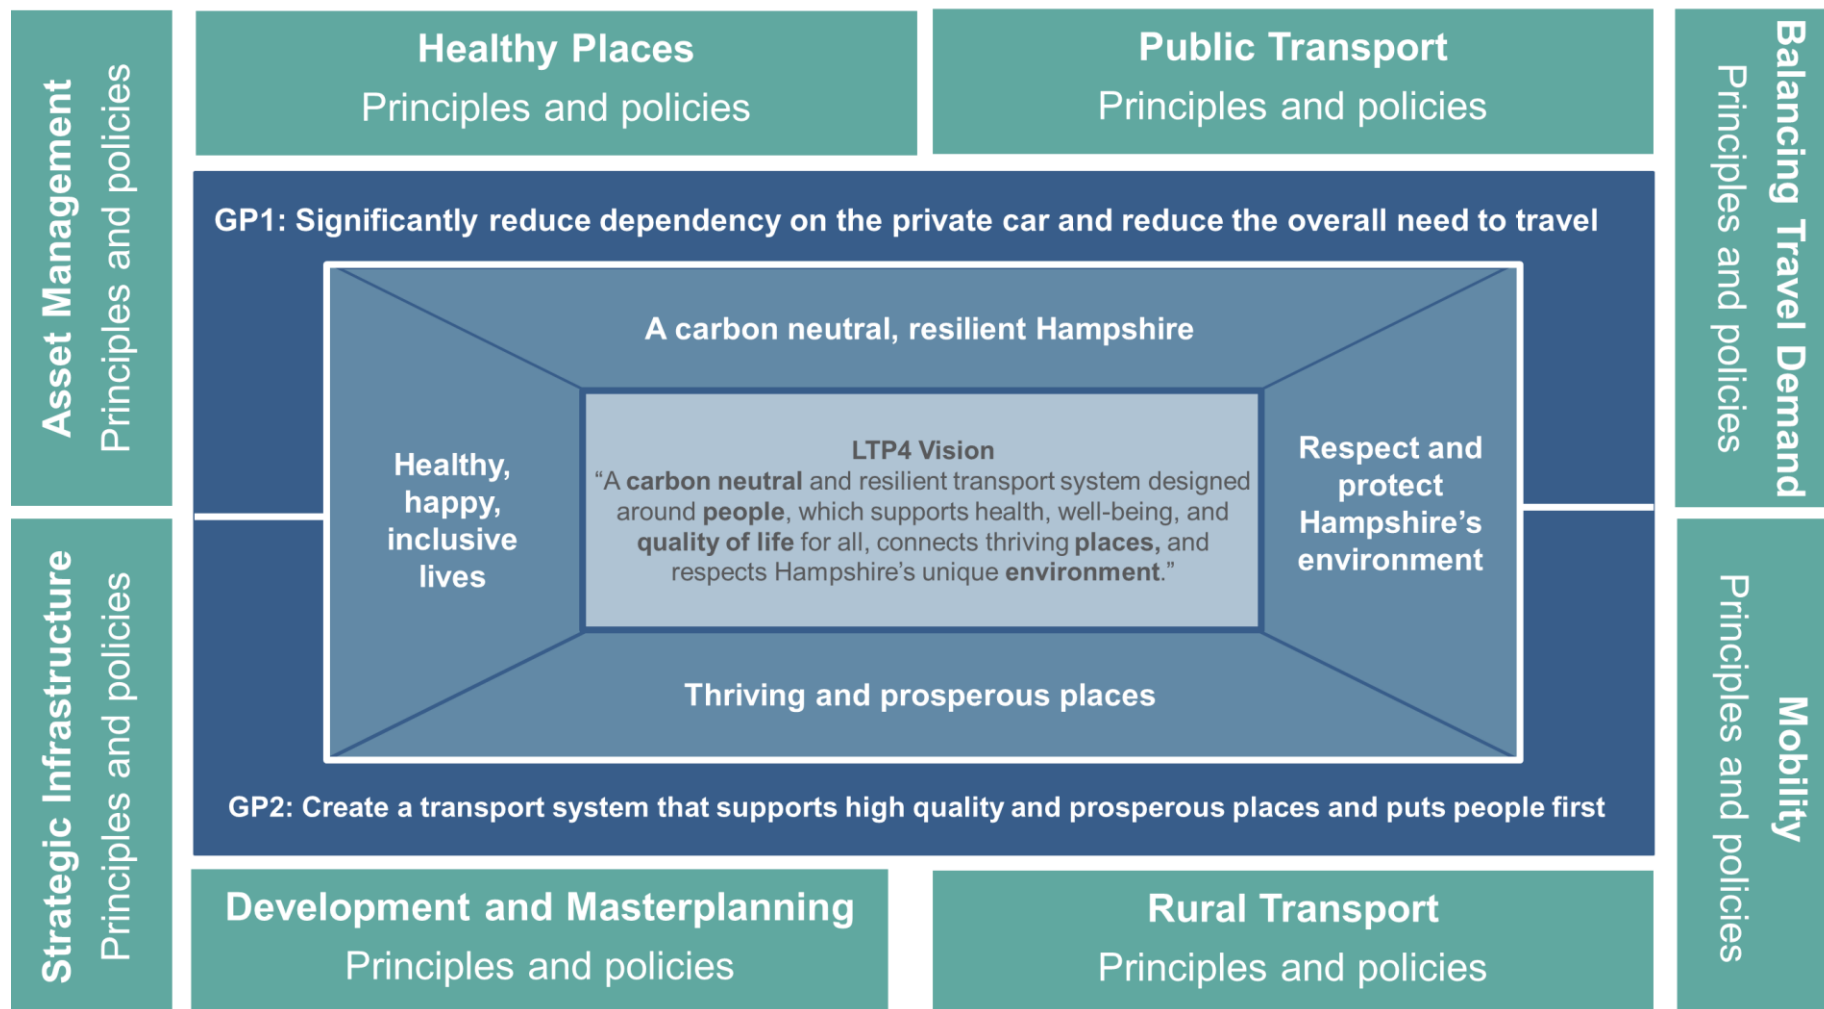 Healthy Places
Principles and policies
Public Transport
Principles and policies
Asset Management
Principles and policies
Balancing Travel Demand
Principles and policies
GP1: Significantly reduce dependency on the private car and reduce the overall need to travel
A carbon neutral, resilient Hampshire
Healthy,
happy,
inclusive
lives
LTP4 Vision
“A carbon neutral and resilient transport system designed
around people, which supports health, well-being, and
quality of life for all, connects thriving places, and
respects Hampshire’s unique environment.”
Respect and
protect
Hampshire’s
environment
Thriving and prosperous places
GP2: Create a transport system that supports high quality and prosperous places and puts people first
Strategic Infrastructure
Principles and policies
Mobility
Principles and policies
Development and Masterplanning
Principles and policies
Rural Transport
Principles and policies